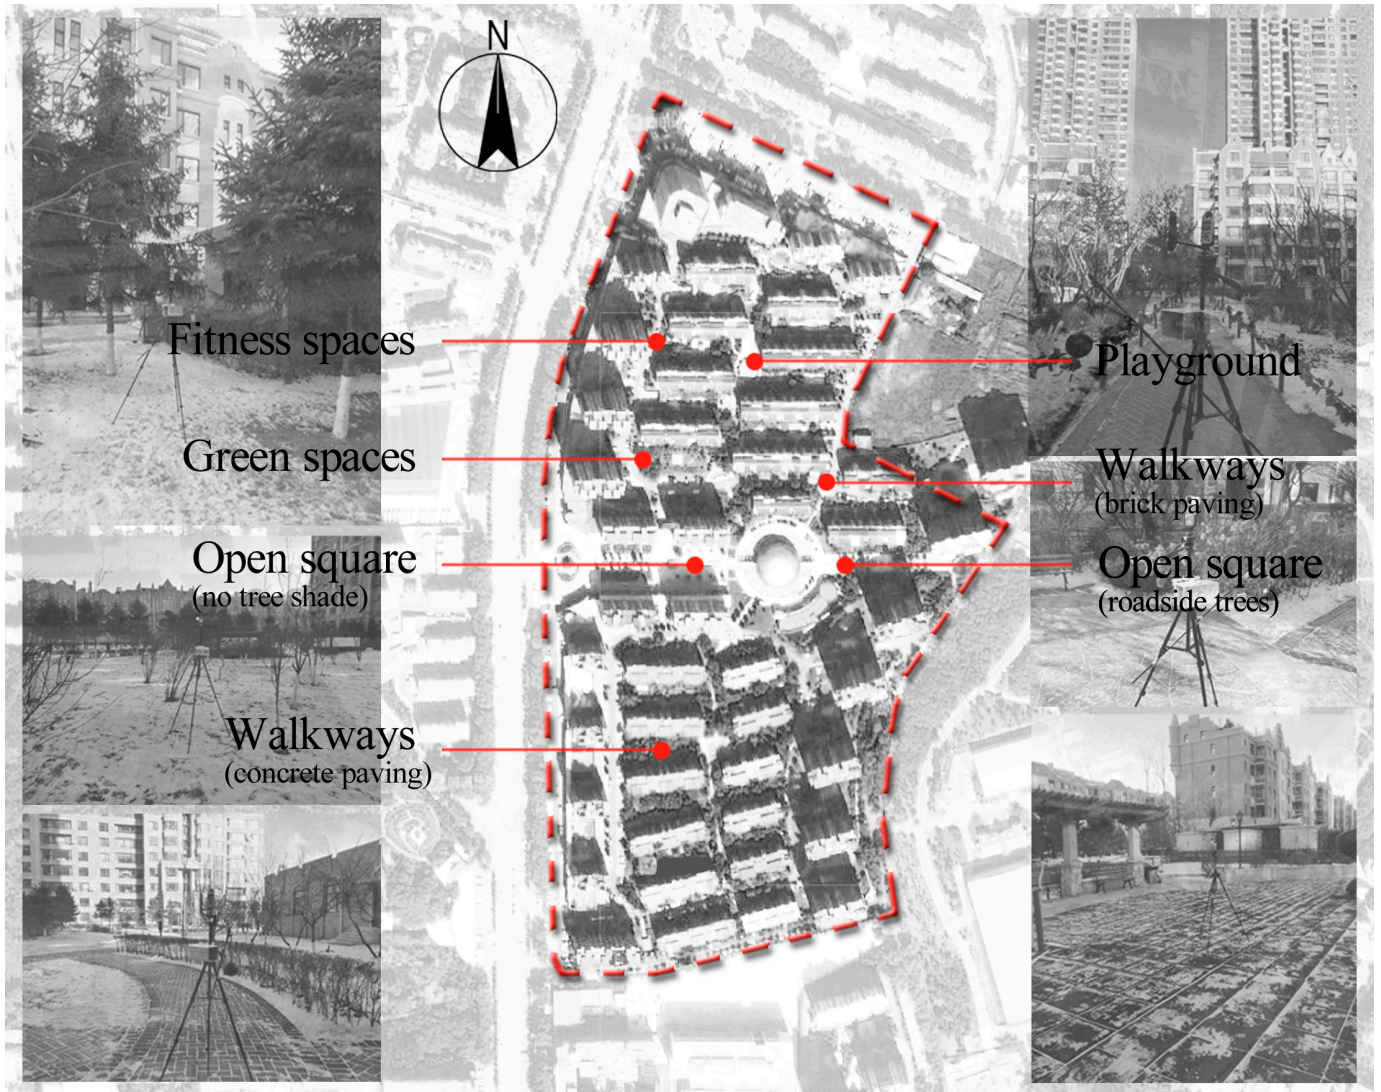 N
Fitness spaces
Green spaces
Open square
(no tree shade)
Walkways
(concrete paving)
Playground
Walkways
(brick paving)
Open square
(roadside trees)